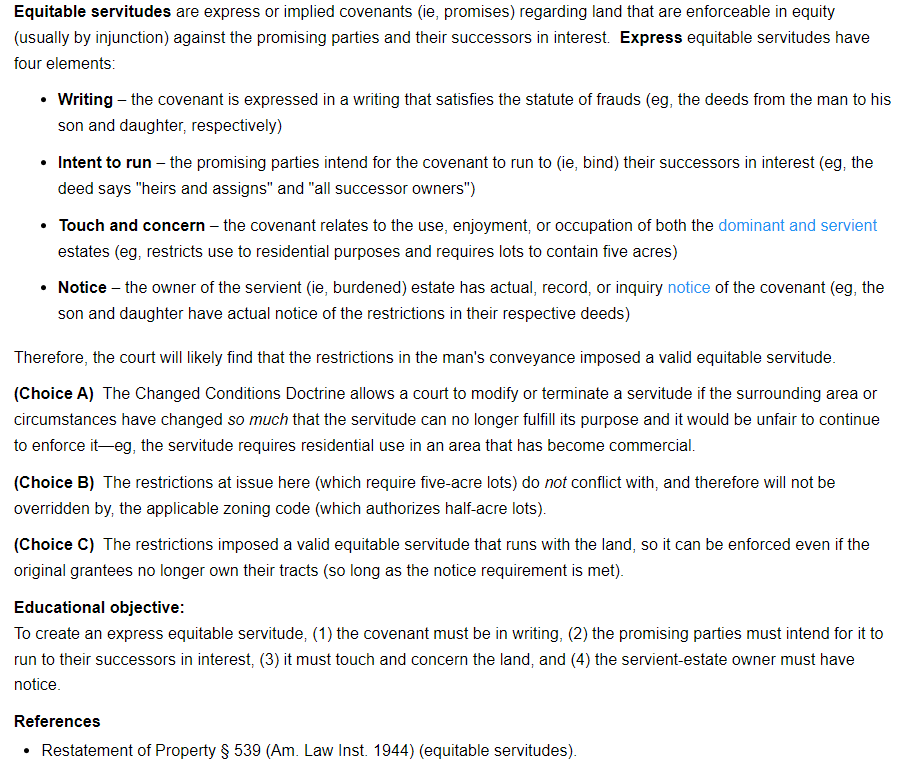 Equitable servitudes are express or implied covenants (ie, promises) regarding land that are enforceable in equity
(usually by injunction) against the promising parties and their successors in interest.  Express equitable servitudes have
four elements:
• Writing – the covenant is expressed in a writing that satisfies the statute of frauds (eg, the deeds from the man to his
son and daughter, respectively)
• Intent to run – the promising parties intend for the covenant to run to (ie, bind) their successors in interest (eg, the
deed says "heirs and assigns" and "all successor owners")
• Touch and concern – the covenant relates to the use, enjoyment, or occupation of both the dominant and servient
estates (eg, restricts use to residential purposes and requires lots to contain five acres)
• Notice – the owner of the servient (ie, burdened) estate has actual, record, or inquiry notice of the covenant (eg, the
son and daughter have actual notice of the restrictions in their respective deeds)
Therefore, the court will likely find that the restrictions in the man's conveyance imposed a valid equitable servitude.
(Choice A)  The Changed Conditions Doctrine allows a court to modify or terminate a servitude if the surrounding area or
circumstances have changed so much that the servitude can no longer fulfill its purpose and it would be unfair to continue
to enforce it—eg, the servitude requires residential use in an area that has become commercial.
(Choice B)  The restrictions at issue here (which require five-acre lots) do not conflict with, and therefore will not be
overridden by, the applicable zoning code (which authorizes half-acre lots).
(Choice C)  The restrictions imposed a valid equitable servitude that runs with the land, so it can be enforced even if the
original grantees no longer own their tracts (so long as the notice requirement is met).
Educational objective:
To create an express equitable servitude, (1) the covenant must be in writing, (2) the promising parties must intend for it to
run to their successors in interest, (3) it must touch and concern the land, and (4) the servient-estate owner must have
notice.
References
• Restatement of Property § 539 (Am. Law Inst. 1944) (equitable servitudes).